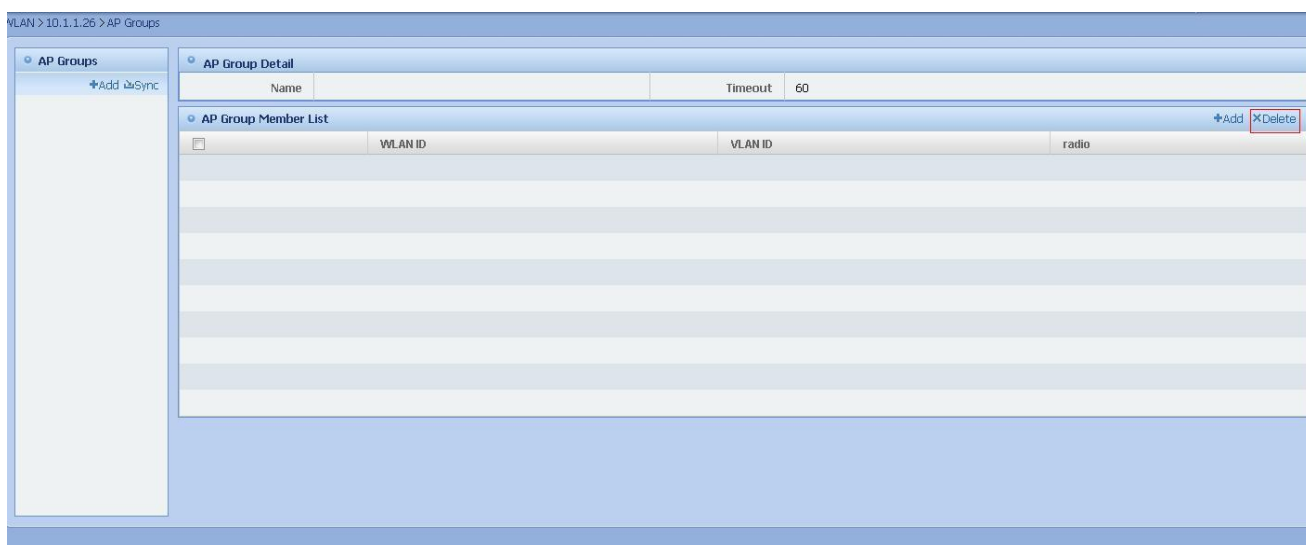 WLAN > 10.1.1.26 > AP Groups
AP Groups
+Add Sync
AP Group Detail
Name Timeout 60
AP Group Member List +Add ×Delete
WLAN ID VLAN ID radio